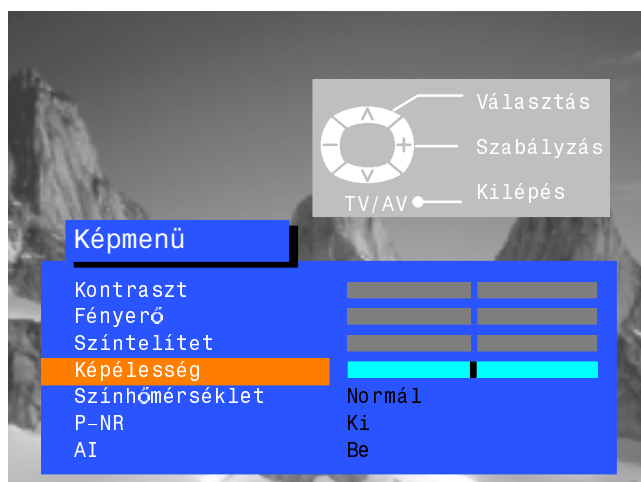 Választás
Szabályzás
TV/AV Kilépés
Képmenü
Kontraszt
Fényerő
Színtelítet
Képélesség
Színhőmérséklet Normál
P-NR Ki
AI Be